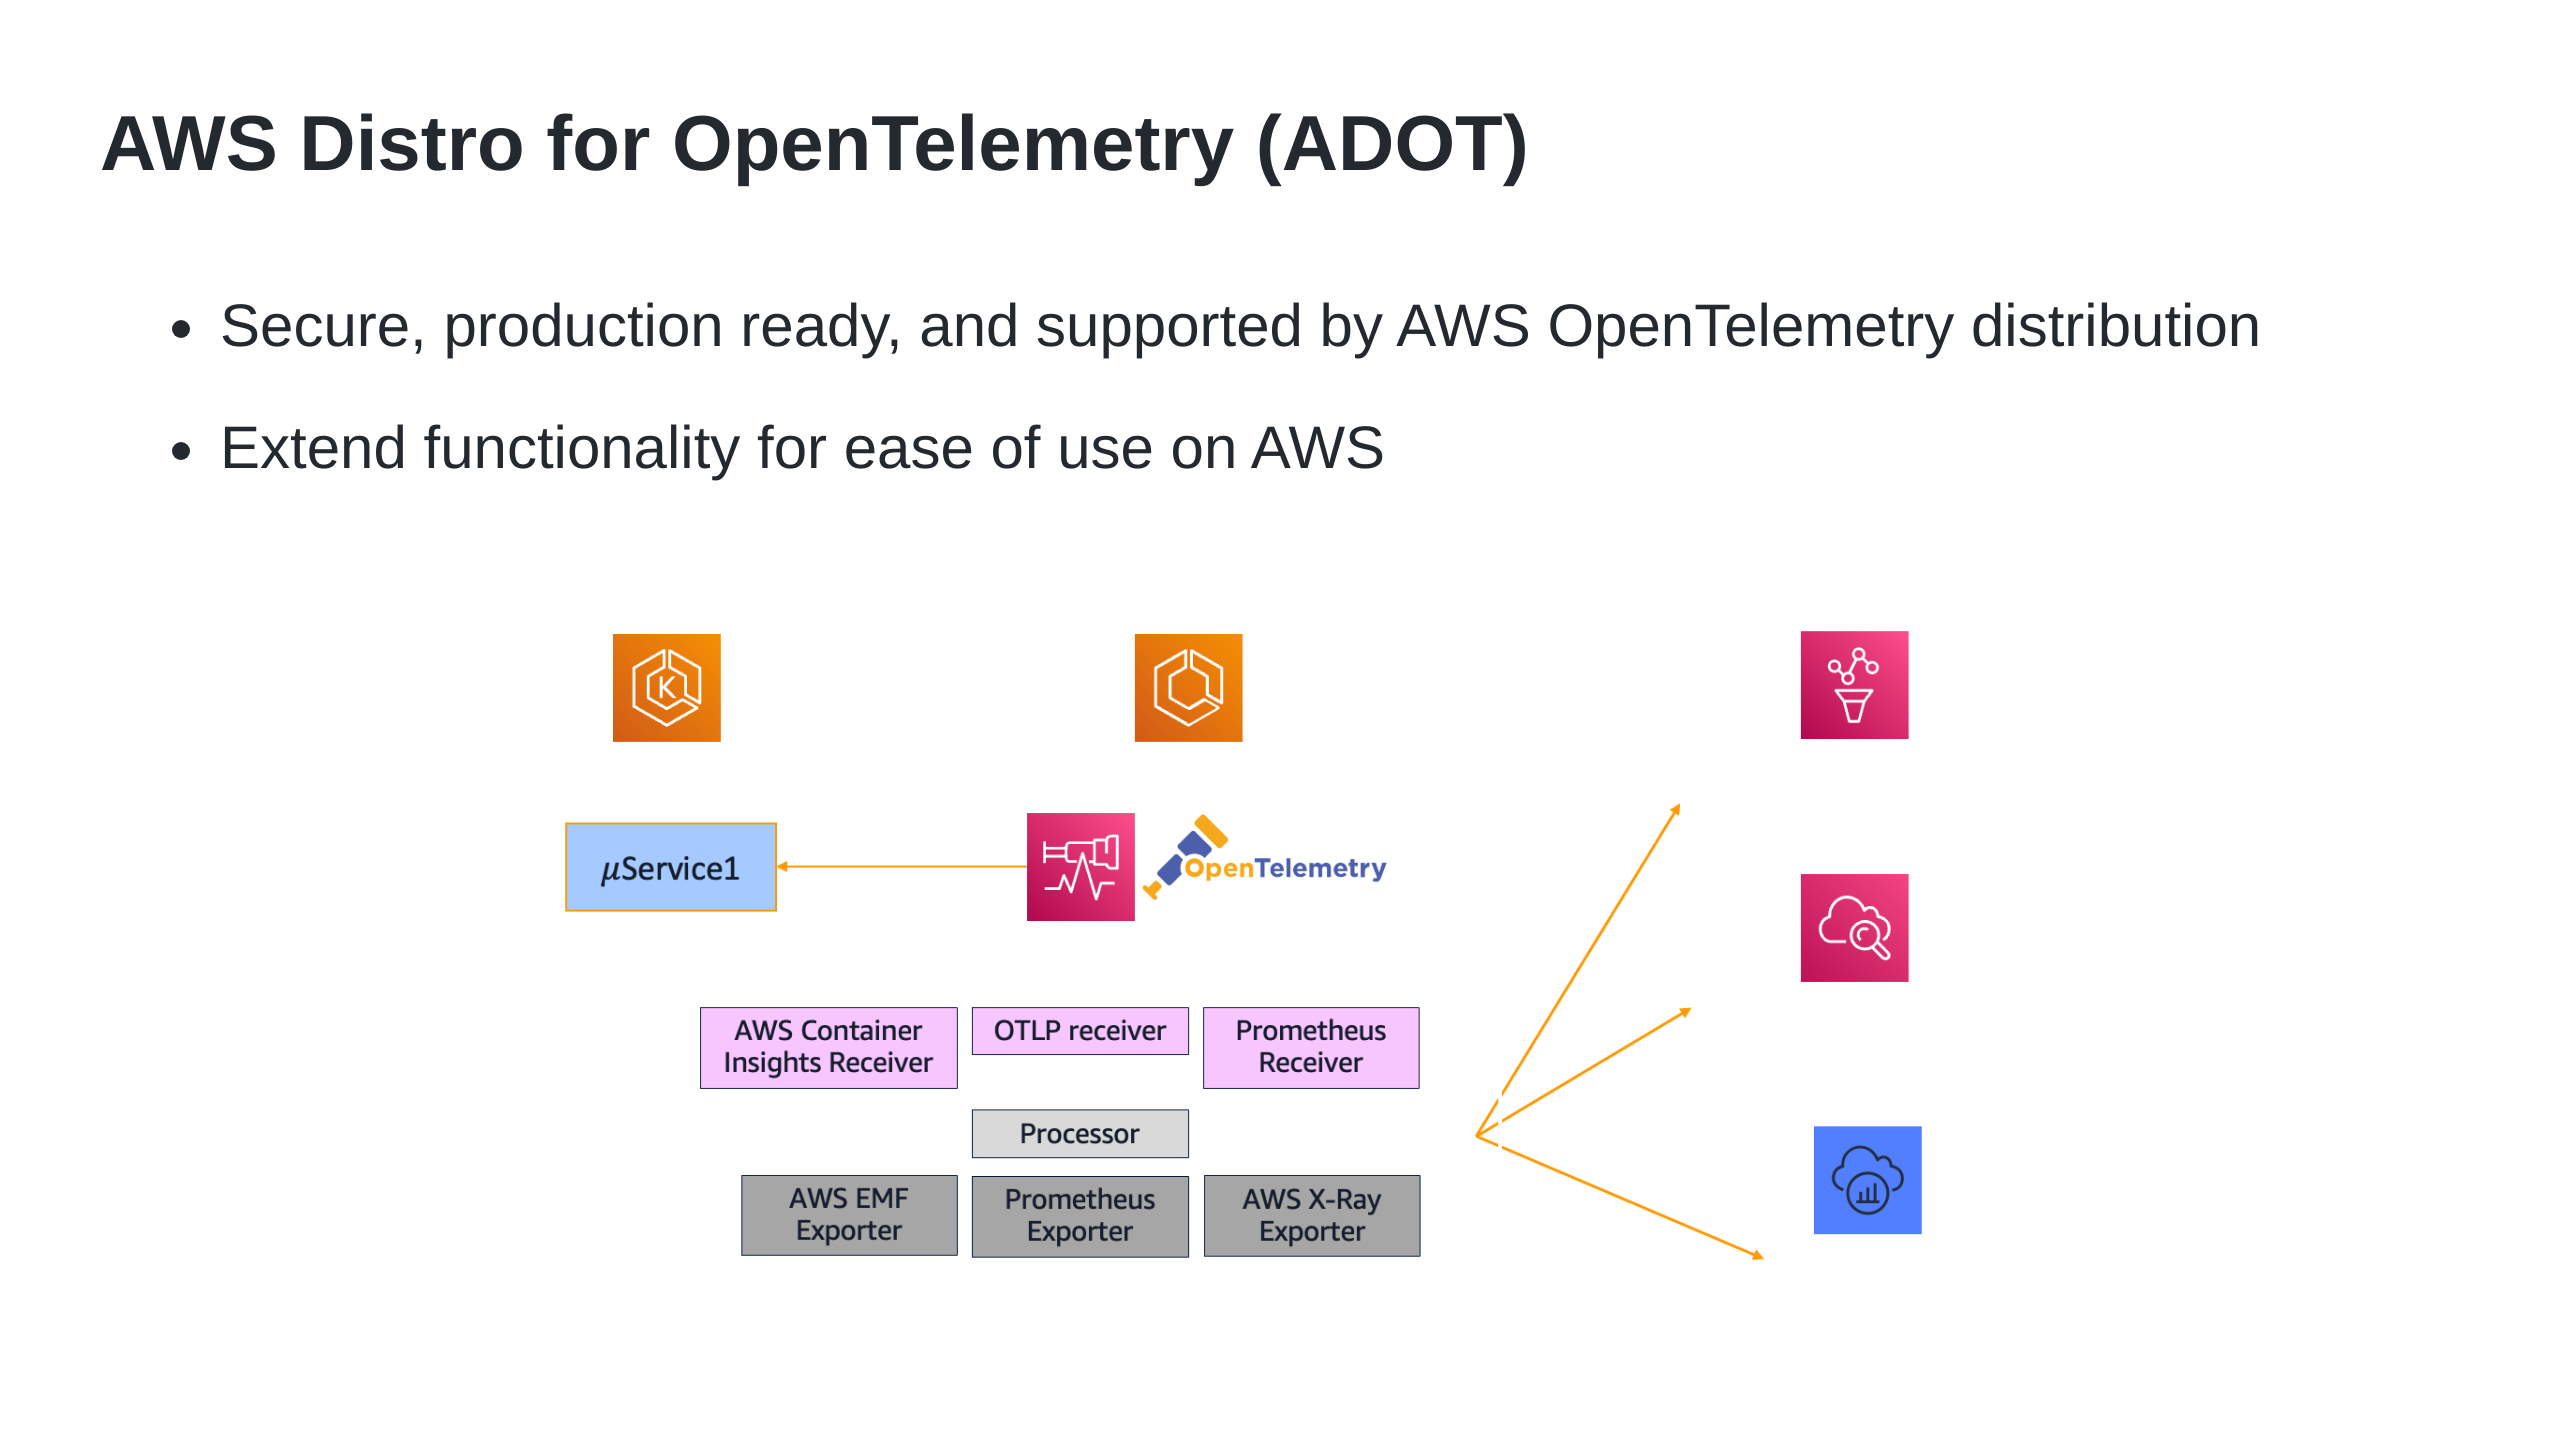 AWS Distro for OpenTelemetry (ADOT)
• Secure, production ready, and supported by AWS OpenTelemetry distribution
• Extend functionality for ease of use on AWS
K
μService1
OpenTelemetry
AWS Container
Insights Receiver
OTLP receiver
Prometheus
Receiver
Processor
AWS EMF
Exporter
Prometheus
Exporter
AWS X-Ray
Exporter